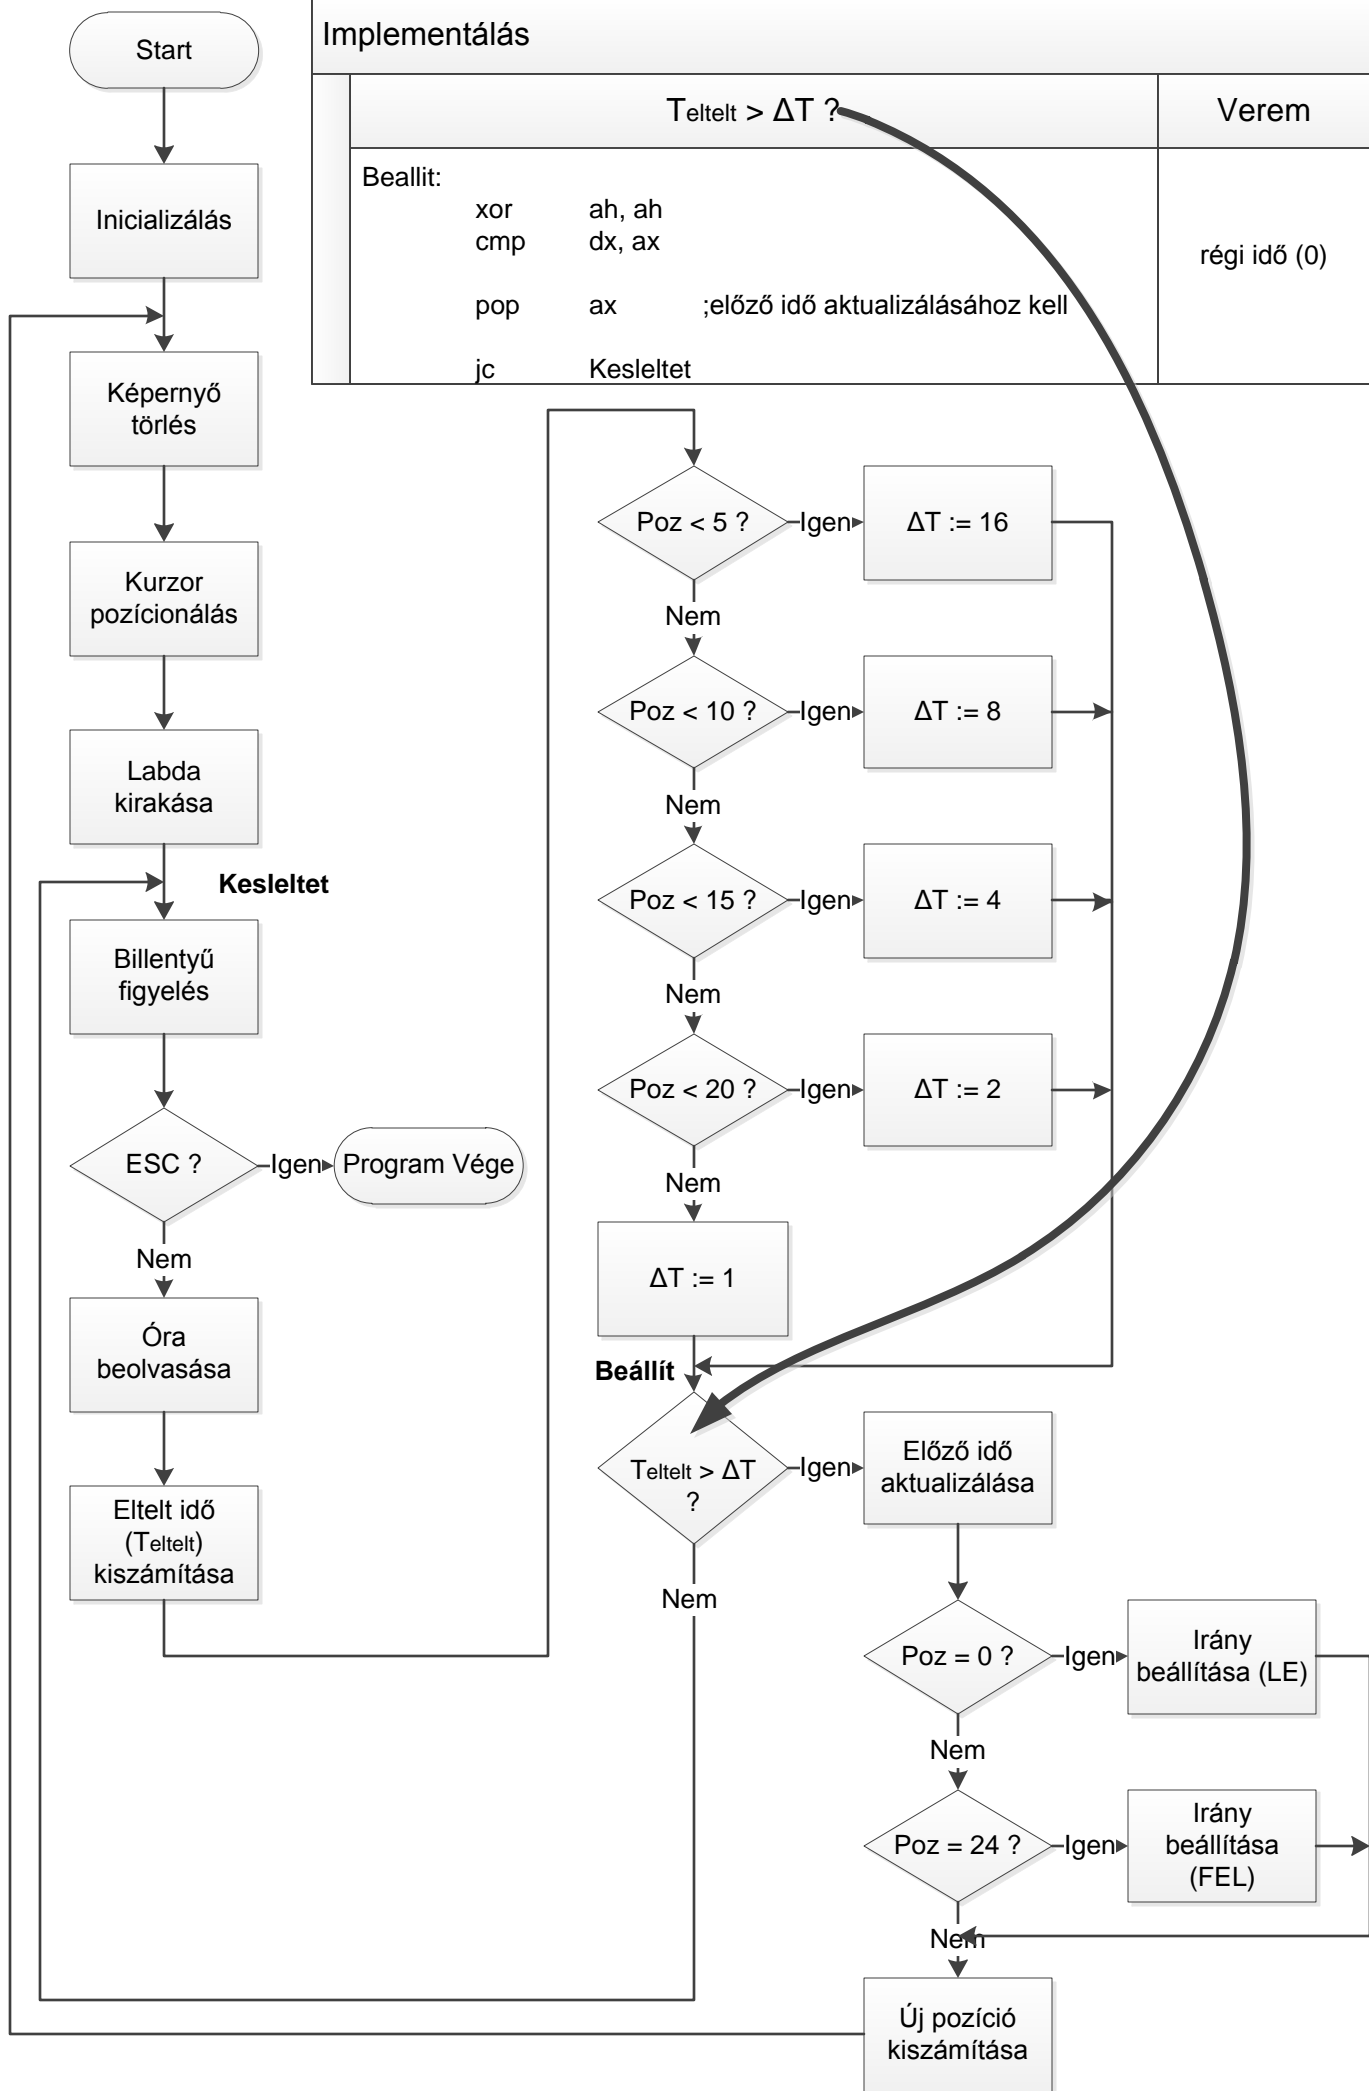 Start
Implementálás
Teltelt > ΔT ?
Verem
Beallit:
xor ah, ah
cmp dx, ax
pop ax ;előző idő aktualizálásához kell
jc Kesleltet
régi idő (0)
Inicializálás
Képernyő
törlés
Kurzor
pozícionálás
Labda
kirakása
Kesleltet
Billentyű
figyelés
ESC ?
Igen
Program Vége
Nem
Óra
beolvasása
Eltelt idő
(Teltelt)
kiszámítása
Poz < 5 ?
Igen
ΔT := 16
Nem
Poz < 10 ?
Igen
ΔT := 8
Nem
Poz < 15 ?
Igen
ΔT := 4
Nem
Poz < 20 ?
Igen
ΔT := 2
Nem
ΔT := 1
Beállít
Teltelt > ΔT
?
Igen
Előző idő
aktualizálása
Nem
Poz = 0 ?
Igen
Irány
beállítása (LE)
Nem
Poz = 24 ?
Igen
Irány
beállítása
(FEL)
Nem
Új pozíció
kiszámítása